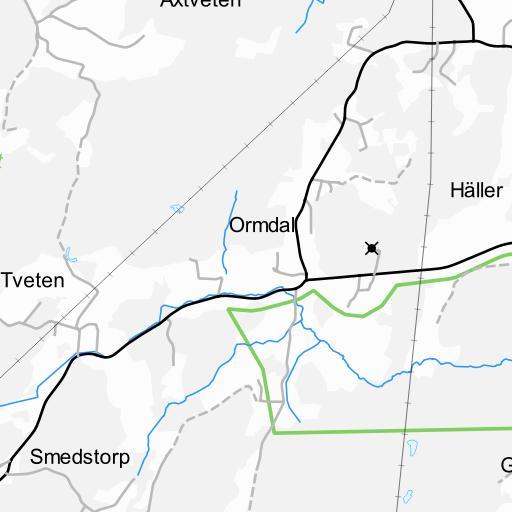 Axtveten
Häller
Ormdal
Tveten
Smedstorp
G